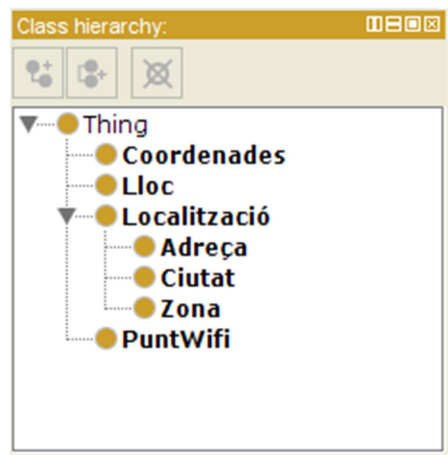 Class hierarchy:
Thing
Coordenades
Lloc
Localització
Adreça
Ciutat
Zona
PuntWifi